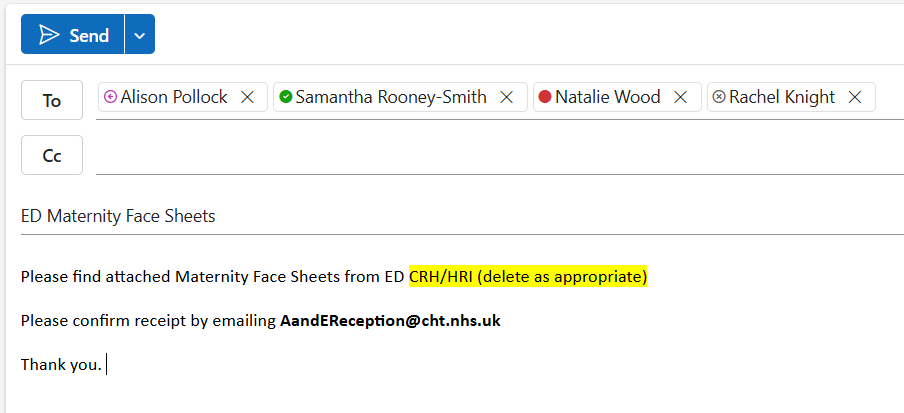 Send
To Alison Pollock Samantha Rooney-Smith Natalie Wood Rachel Knight
Cc
ED Maternity Face Sheets
Please find attached Maternity Face Sheets from ED CRH/HRI (delete as appropriate)
Please confirm receipt by emailing AandEReception@cht.nhs.uk
Thank you.